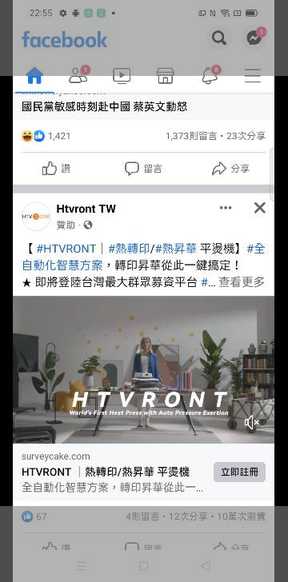 22:55
facebook
國民黨敏感時刻赴中國 蔡英文動怒
1,421
1,373則留言・23次分享
讚
留言
分享
Htvront TW
贊助・
【 #HTVRONT｜#熱轉印/#熱昇華 平燙機】#全
自動化智慧方案，轉印昇華從此一鍵搞定！
★ 即將登陸台灣最大群眾募資平台 #... 查看更多
HTVRONT
World's First Heat Press with Auto Pressure Exertion
surveycake.com
HTVRONT｜熱轉印/熱昇華 平燙機
全自動化智慧方案，轉印昇華從此一...
立即註冊
67
4則留言・12次分享・10萬次瀏覽